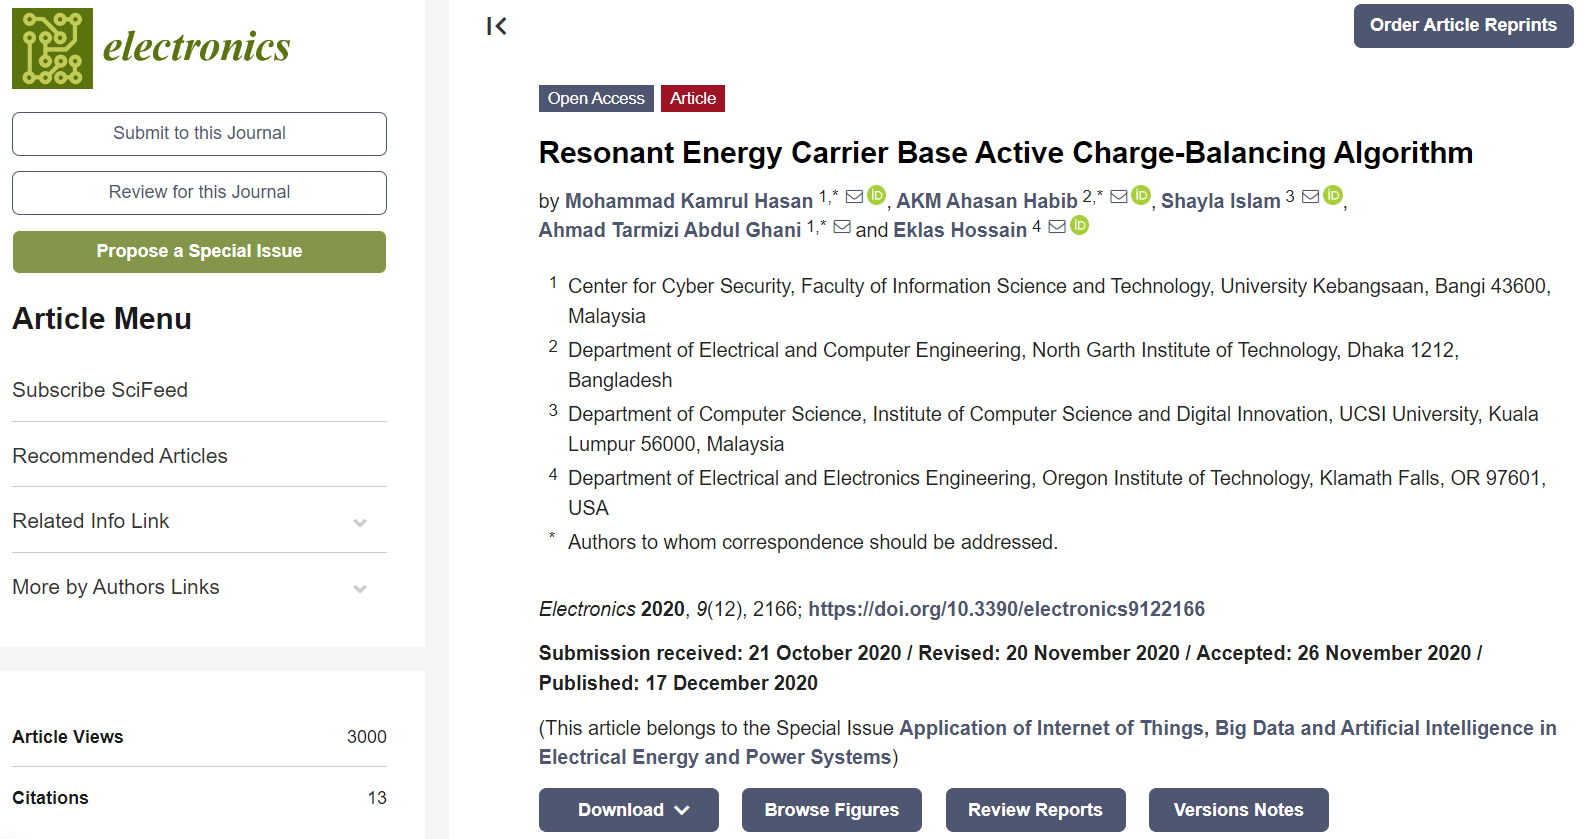 electronics
Submit to this Journal
Review for this Journal
Propose a Special Issue
Article Menu
Subscribe SciFeed
Recommended Articles
Related Info Link
More by Authors Links
Article Views 3000
Citations 13
Order Article Reprints
Open Access Article
Resonant Energy Carrier Base Active Charge-Balancing Algorithm
by Mohammad Kamrul Hasan 1,* iD, AKM Ahasan Habib 2,* iD, Shayla Islam 3 iD,
Ahmad Tarmizi Abdul Ghani 1,* and Eklas Hossain 4 iD
1 Center for Cyber Security, Faculty of Information Science and Technology, University Kebangsaan, Bangi 43600,
Malaysia
2 Department of Electrical and Computer Engineering, North Garth Institute of Technology, Dhaka 1212,
Bangladesh
3 Department of Computer Science, Institute of Computer Science and Digital Innovation, UCSI University, Kuala
Lumpur 56000, Malaysia
4 Department of Electrical and Electronics Engineering, Oregon Institute of Technology, Klamath Falls, OR 97601,
USA
* Authors to whom correspondence should be addressed.
Electronics 2020, 9(12), 2166; https://doi.org/10.3390/electronics9122166
Submission received: 21 October 2020 / Revised: 20 November 2020 / Accepted: 26 November 2020 /
Published: 17 December 2020
(This article belongs to the Special Issue Application of Internet of Things, Big Data and Artificial Intelligence in
Electrical Energy and Power Systems)
Download Browse Figures Review Reports Versions Notes